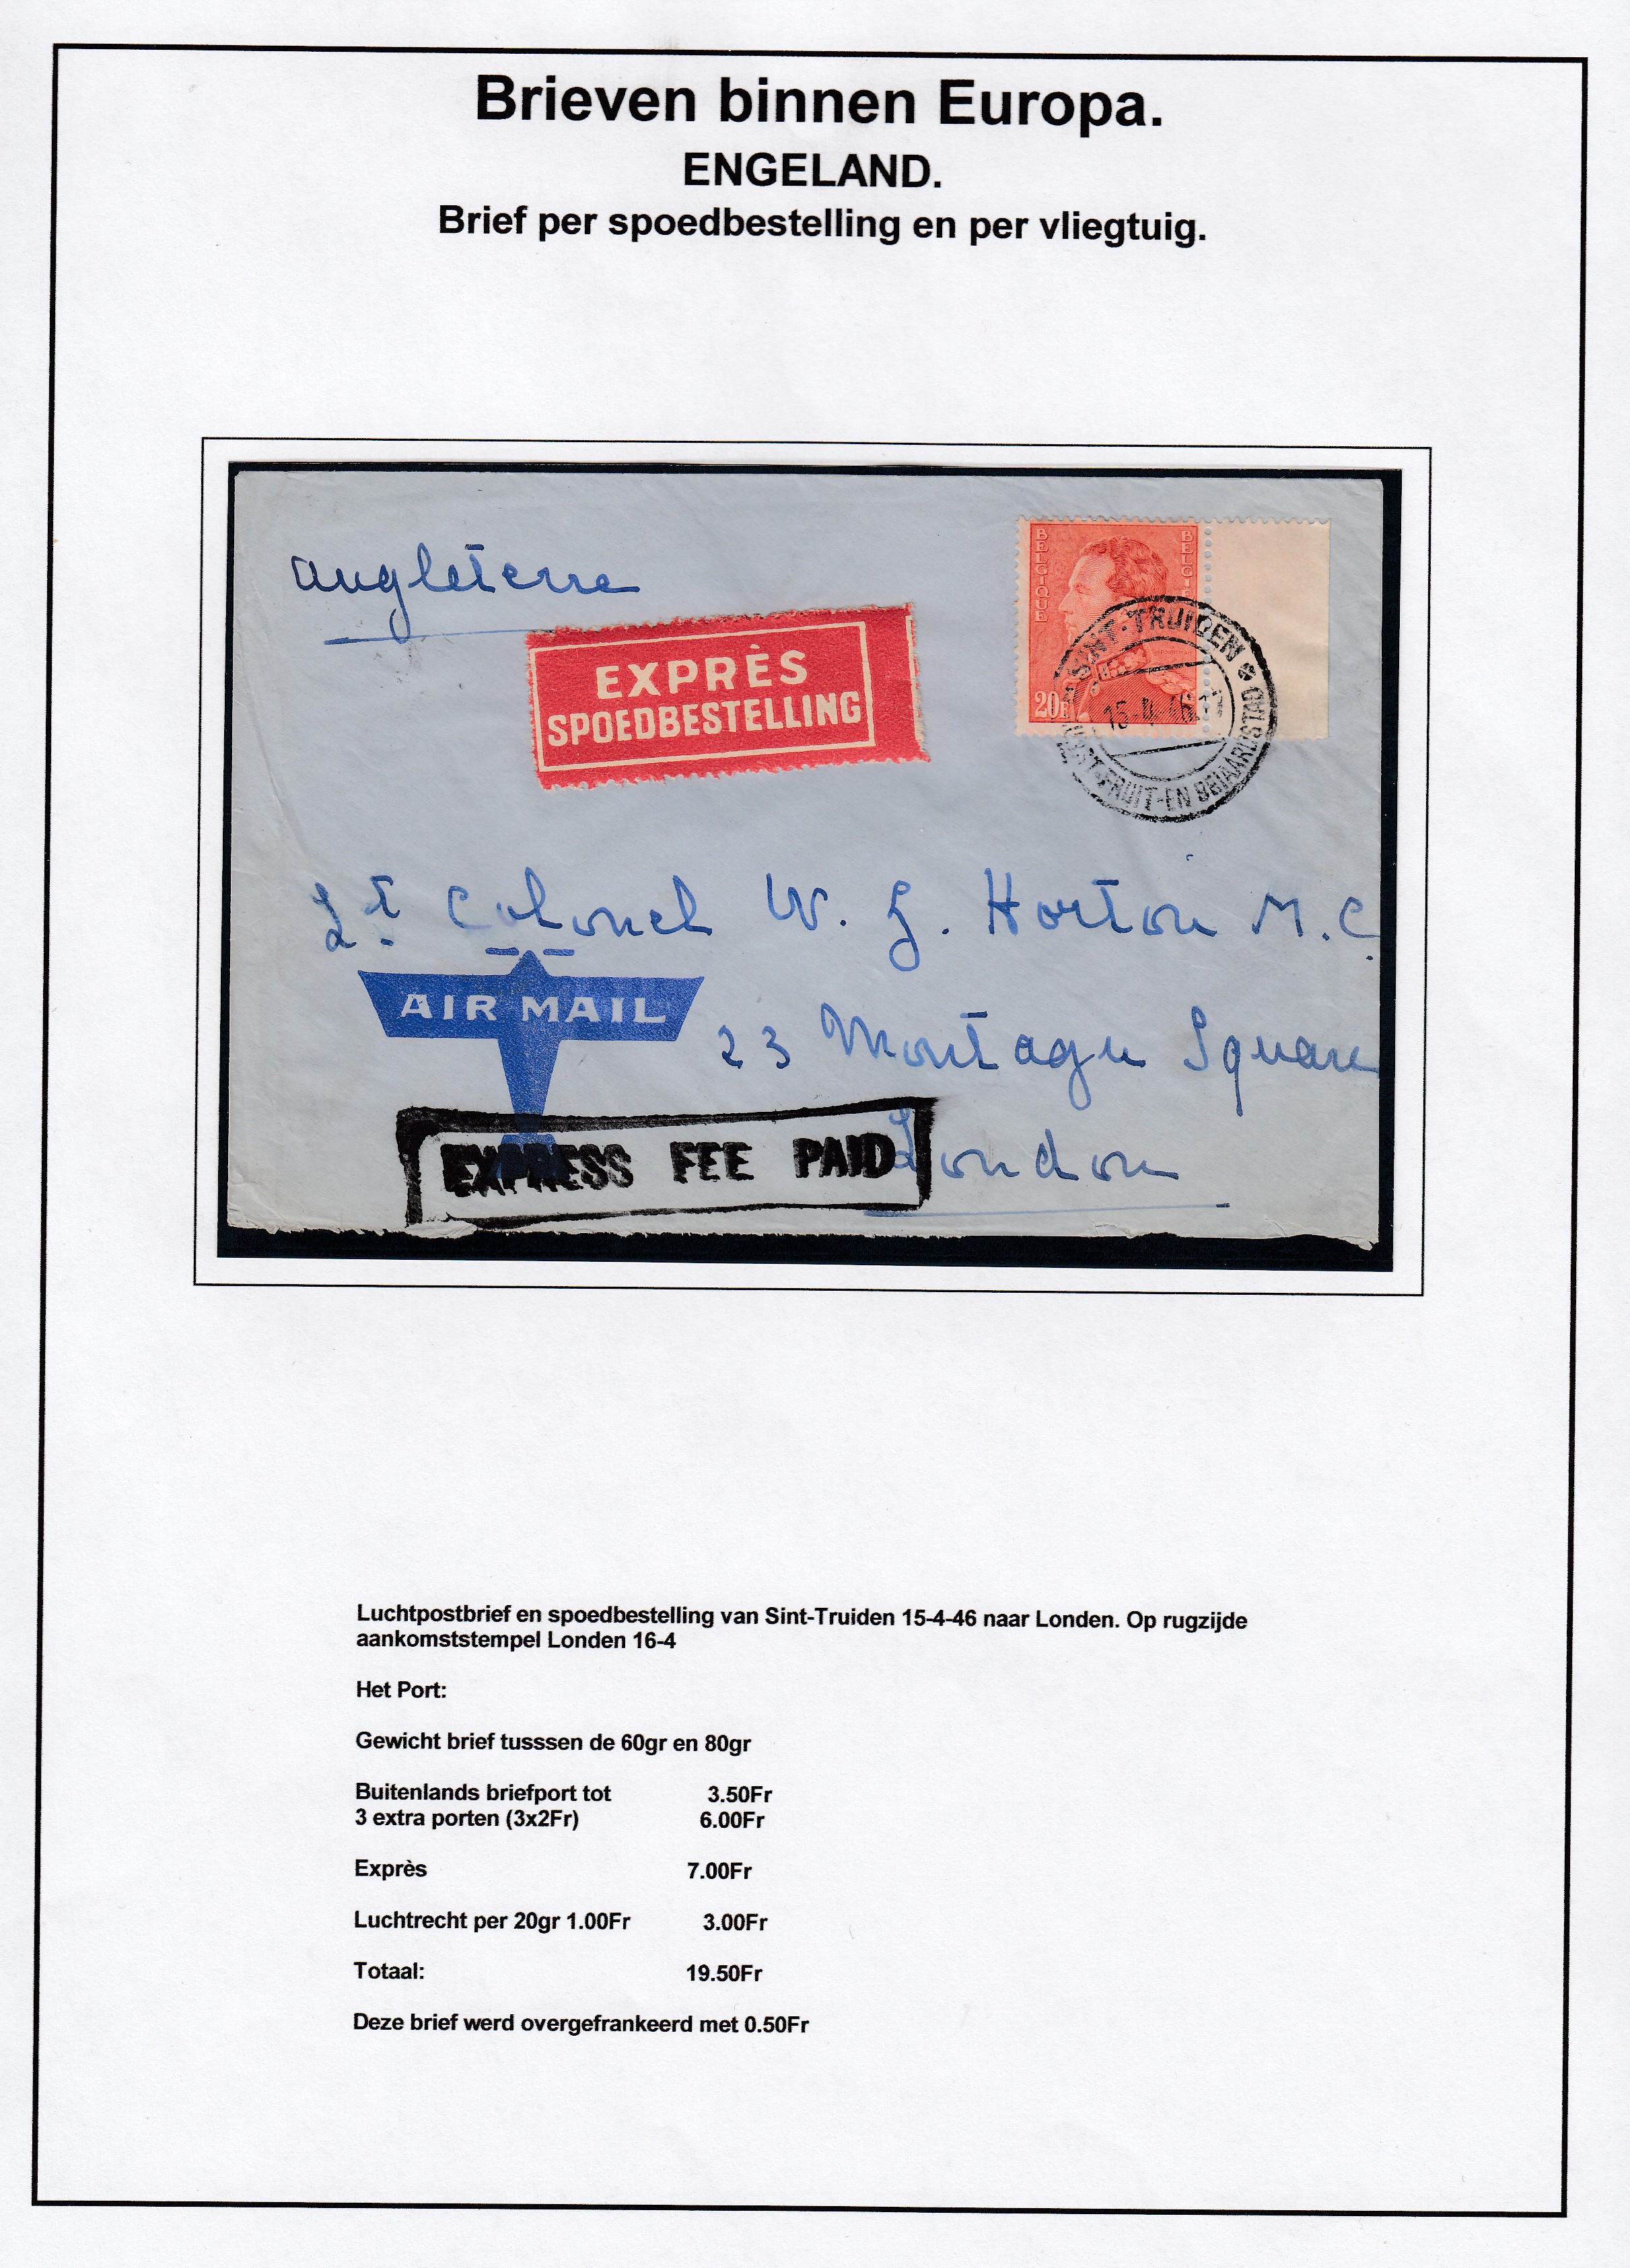 Brieven binnen Europa.
ENGELAND.
Brief per spoedbestelling en per vliegtuig.
Angleterre
EXPRÈS
SPOEDBESTELLING
BELGIQUE
20F
SINT-TRUIDEN
15-4
FRUIT-EN BEIAARDSTAD
Lt. Colonel W. G. Horton M.C.
AIR MAIL
23 Montagu Square
EXPRESS FEE PAID
London
Luchtpostbrief en spoedbestelling van Sint-Truiden 15-4-46 naar Londen. Op rugzijde
aankomststempel Londen 16-4
Het Port:
Gewicht brief tusssen de 60gr en 80gr
Buitenlands briefport tot 3.50Fr
3 extra porten (3x2Fr) 6.00Fr
Exprès 7.00Fr
Luchtrecht per 20gr 1.00Fr 3.00Fr
Totaal: 19.50Fr
Deze brief werd overgefrankeerd met 0.50Fr